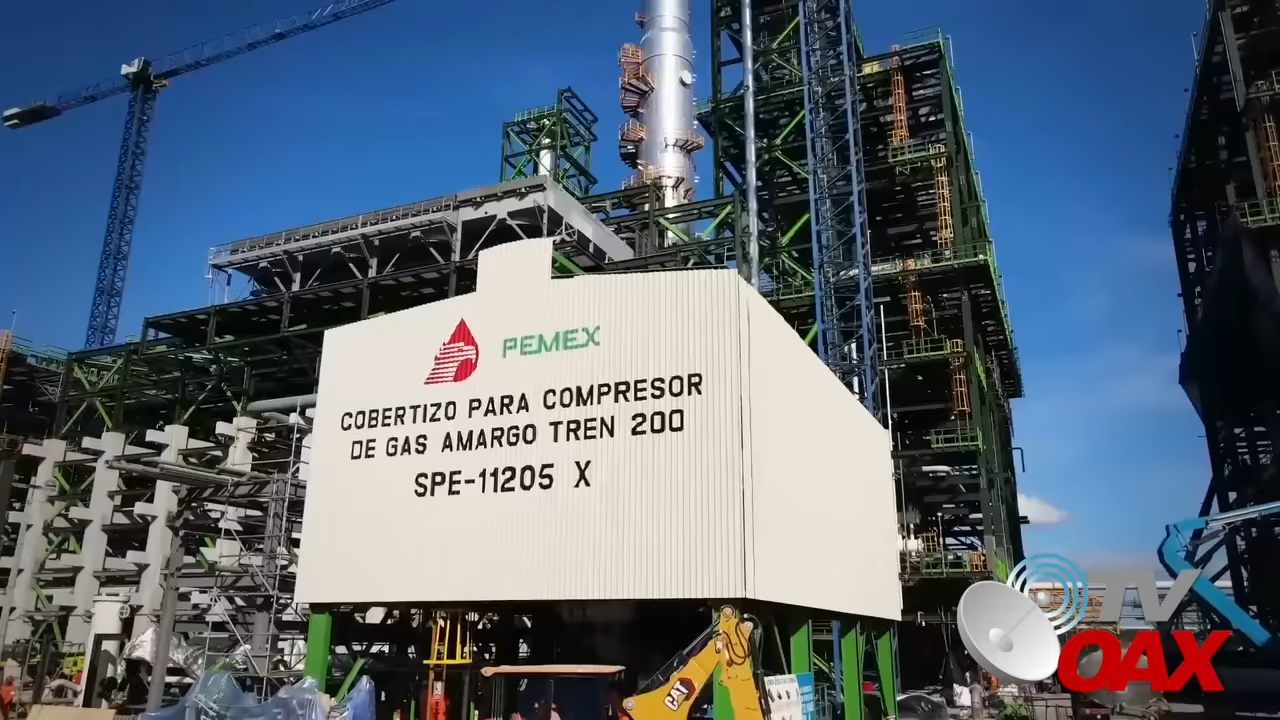 PEMEX
COBERTIZO PARA COMPRESOR
DE GAS AMARGO TREN 200
SPE-11205 X
CAT
TV
OAX